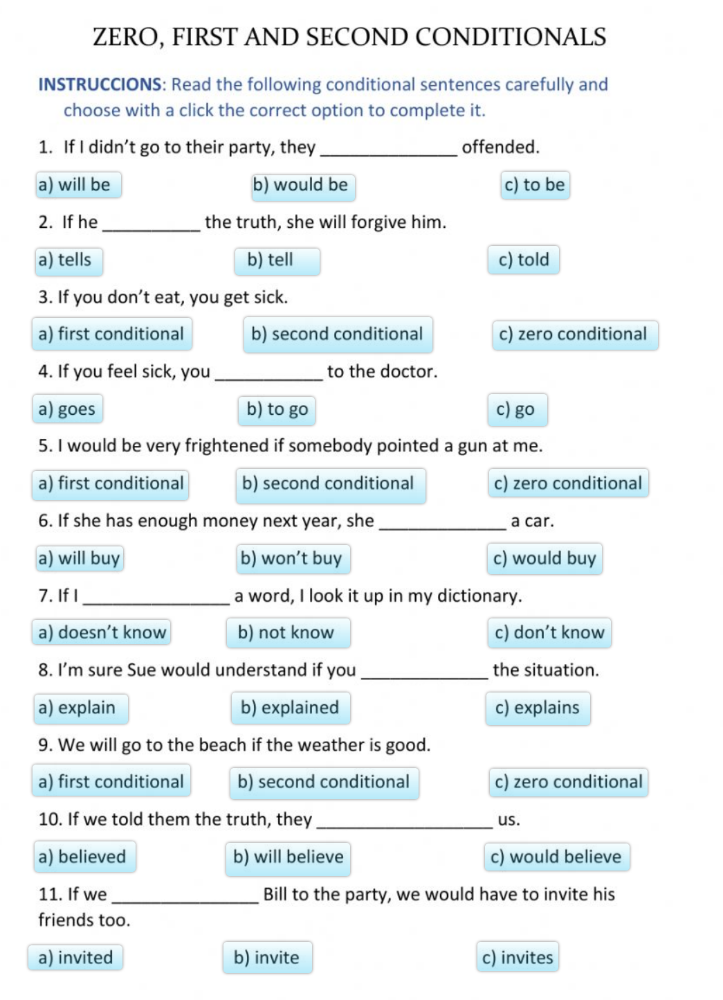 ZERO, FIRST AND SECOND CONDITIONALS
INSTRUCCIONS: Read the following conditional sentences carefully and
choose with a click the correct option to complete it.
1. If I didn’t go to their party, they ______________ offended.
a) will be b) would be c) to be
2. If he __________ the truth, she will forgive him.
a) tells b) tell c) told
3. If you don’t eat, you get sick.
a) first conditional b) second conditional c) zero conditional
4. If you feel sick, you ___________ to the doctor.
a) goes b) to go c) go
5. I would be very frightened if somebody pointed a gun at me.
a) first conditional b) second conditional c) zero conditional
6. If she has enough money next year, she _____________ a car.
a) will buy b) won’t buy c) would buy
7. If I _______________ a word, I look it up in my dictionary.
a) doesn’t know b) not know c) don’t know
8. I’m sure Sue would understand if you _____________ the situation.
a) explain b) explained c) explains
9. We will go to the beach if the weather is good.
a) first conditional b) second conditional c) zero conditional
10. If we told them the truth, they __________________ us.
a) believed b) will believe c) would believe
11. If we _______________ Bill to the party, we would have to invite his
friends too.
a) invited b) invite c) invites